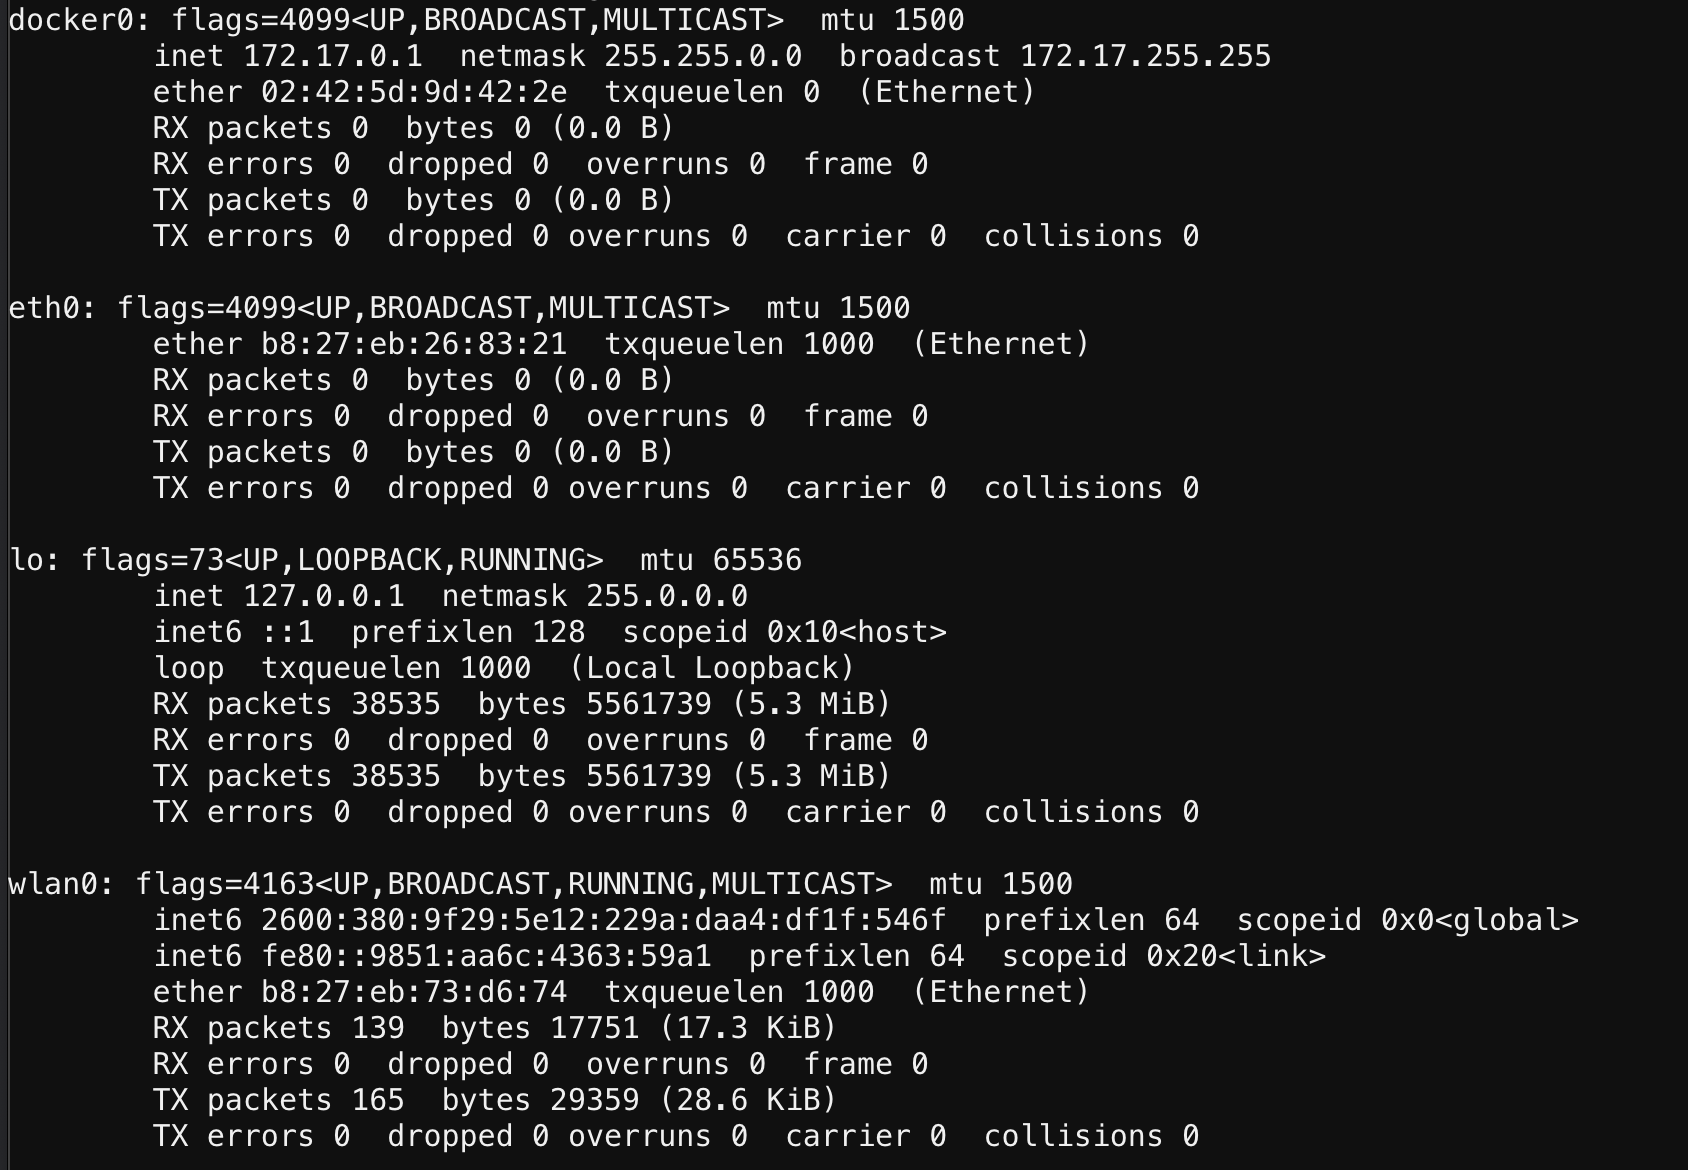 docker0: flags=4099<UP,BROADCAST,MULTICAST>  mtu 1500
        inet 172.17.0.1  netmask 255.255.0.0  broadcast 172.17.255.255
        ether 02:42:5d:9d:42:2e  txqueuelen 0  (Ethernet)
        RX packets 0  bytes 0 (0.0 B)
        RX errors 0  dropped 0  overruns 0  frame 0
        TX packets 0  bytes 0 (0.0 B)
        TX errors 0  dropped 0 overruns 0  carrier 0  collisions 0

eth0: flags=4099<UP,BROADCAST,MULTICAST>  mtu 1500
        ether b8:27:eb:26:83:21  txqueuelen 1000  (Ethernet)
        RX packets 0  bytes 0 (0.0 B)
        RX errors 0  dropped 0  overruns 0  frame 0
        TX packets 0  bytes 0 (0.0 B)
        TX errors 0  dropped 0 overruns 0  carrier 0  collisions 0

lo: flags=73<UP,LOOPBACK,RUNNING>  mtu 65536
        inet 127.0.0.1  netmask 255.0.0.0
        inet6 ::1  prefixlen 128  scopeid 0x10<host>
        loop  txqueuelen 1000  (Local Loopback)
        RX packets 38535  bytes 5561739 (5.3 MiB)
        RX errors 0  dropped 0  overruns 0  frame 0
        TX packets 38535  bytes 5561739 (5.3 MiB)
        TX errors 0  dropped 0 overruns 0  carrier 0  collisions 0

wlan0: flags=4163<UP,BROADCAST,RUNNING,MULTICAST>  mtu 1500
        inet6 2600:380:9f29:5e12:229a:daa4:df1f:546f  prefixlen 64  scopeid 0x0<global>
        inet6 fe80::9851:aa6c:4363:59a1  prefixlen 64  scopeid 0x20<link>
        ether b8:27:eb:73:d6:74  txqueuelen 1000  (Ethernet)
        RX packets 139  bytes 17751 (17.3 KiB)
        RX errors 0  dropped 0  overruns 0  frame 0
        TX packets 165  bytes 29359 (28.6 KiB)
        TX errors 0  dropped 0 overruns 0  carrier 0  collisions 0